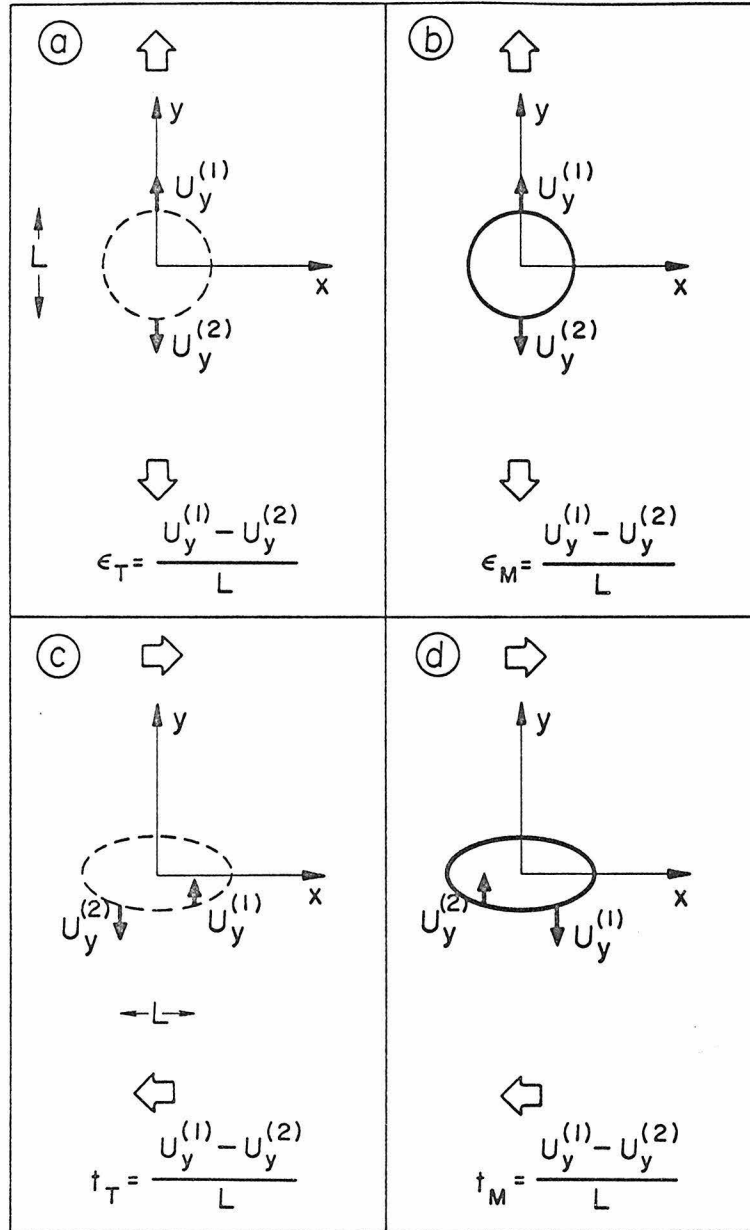 a
y
U_y^(1)
L
x
U_y^(2)
ϵ_T = (U_y^(1) – U_y^(2)) / L
b
y
U_y^(1)
x
U_y^(2)
ϵ_M = (U_y^(1) – U_y^(2)) / L
c
y
x
U_y^(2) U_y^(1)
L
t_T = (U_y^(1) – U_y^(2)) / L
d
y
x
U_y^(2) U_y^(1)
t_M = (U_y^(1) – U_y^(2)) / L